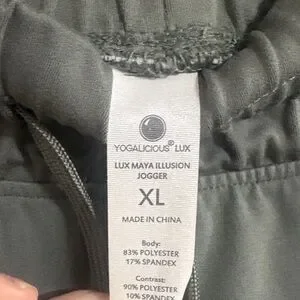 YOGALICIOUS® LUX
LUX MAYA ILLUSION
JOGGER
XL
MADE IN CHINA
Body:
83% POLYESTER
17% SPANDEX
Contrast:
90% POLYESTER
10% SPANDEX